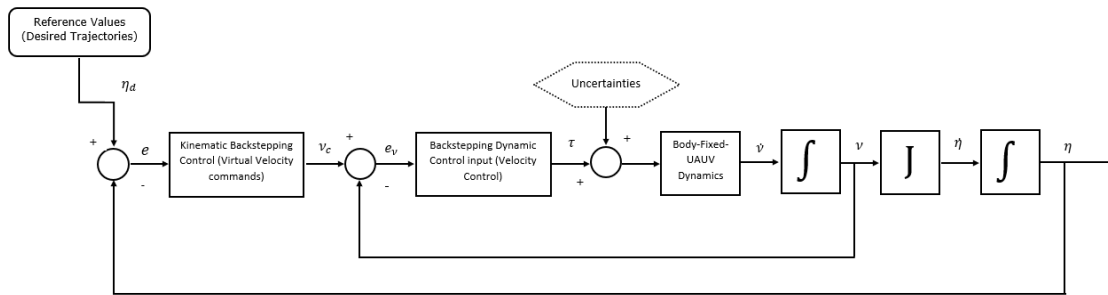 Reference Values
(Desired Trajectories)
η_d
Uncertainties
+
e
-
Kinematic Backstepping
Control (Virtual Velocity
commands)
ν_c
+
e_ν
-
Backstepping Dynamic
Control input (Velocity
Control)
τ
+
+
Body-Fixed-
UAUV
Dynamics
ν̇
∫
ν
J
η̇
∫
η